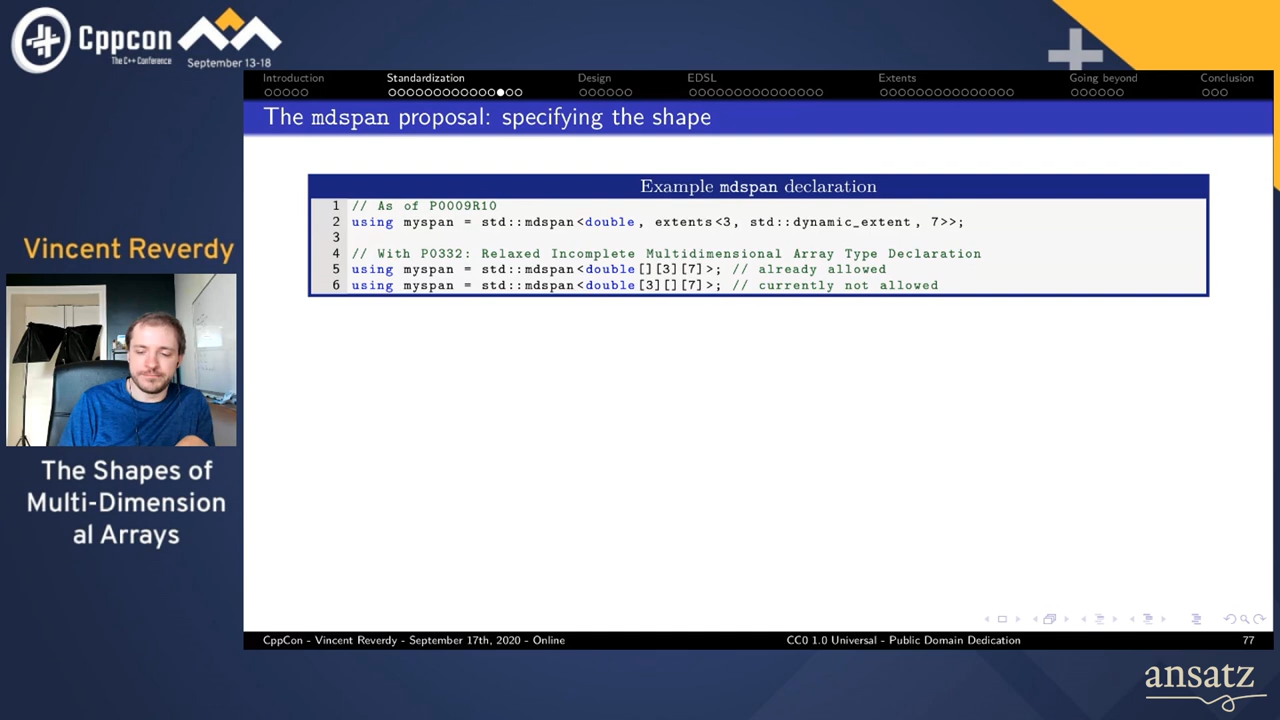 Cppcon
The C++ Conference
September 13-18
Introduction Standardization Design EDSL Extents Going beyond Conclusion
The mdspan proposal: specifying the shape
Example mdspan declaration
1 // As of P0009R10
2 using myspan = std::mdspan<double, extents<3, std::dynamic_extent, 7>>;
3
4 // With P0332: Relaxed Incomplete Multidimensional Array Type Declaration
5 using myspan = std::mdspan<double[][3][7]>; // already allowed
6 using myspan = std::mdspan<double[3][][7]>; // currently not allowed
Vincent Reverdy
The Shapes of
Multi-Dimension
al Arrays
CppCon - Vincent Reverdy - September 17th, 2020 - Online CC0 1.0 Universal - Public Domain Dedication 77
ansatz